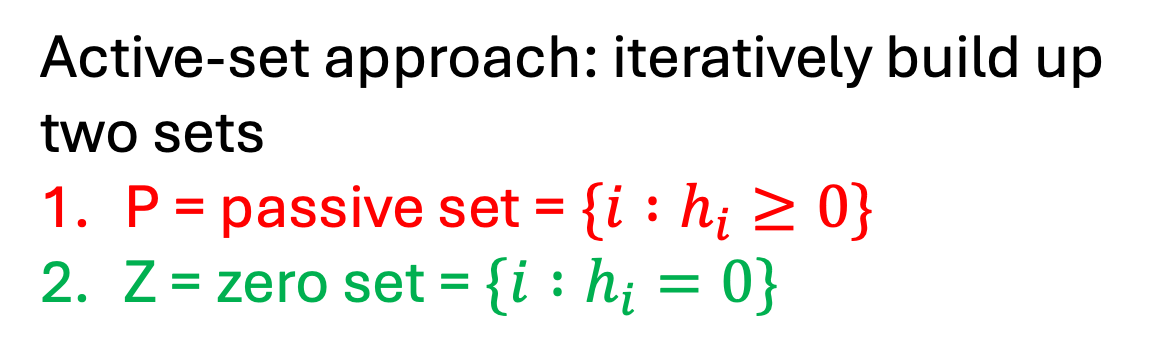 Active-set approach: iteratively build up
two sets
1. P = passive set = {𝑖 : ℎ𝑖 ≥ 0}
2. Z = zero set = {𝑖 : ℎ𝑖 = 0}